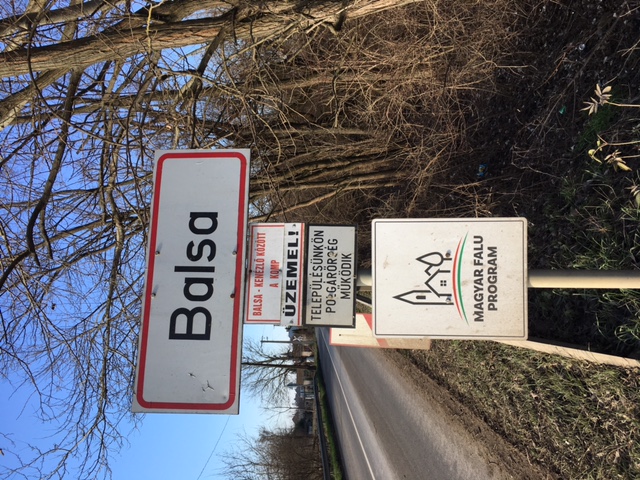 Balsa
BALSA - KENÉZLŐ KÖZÖTT
A KOMP
ÜZEMEL!
TELEPÜLÉSÜNKÖN
POLGÁRŐRSÉG
MŰKÖDIK
MAGYAR FALU
PROGRAM